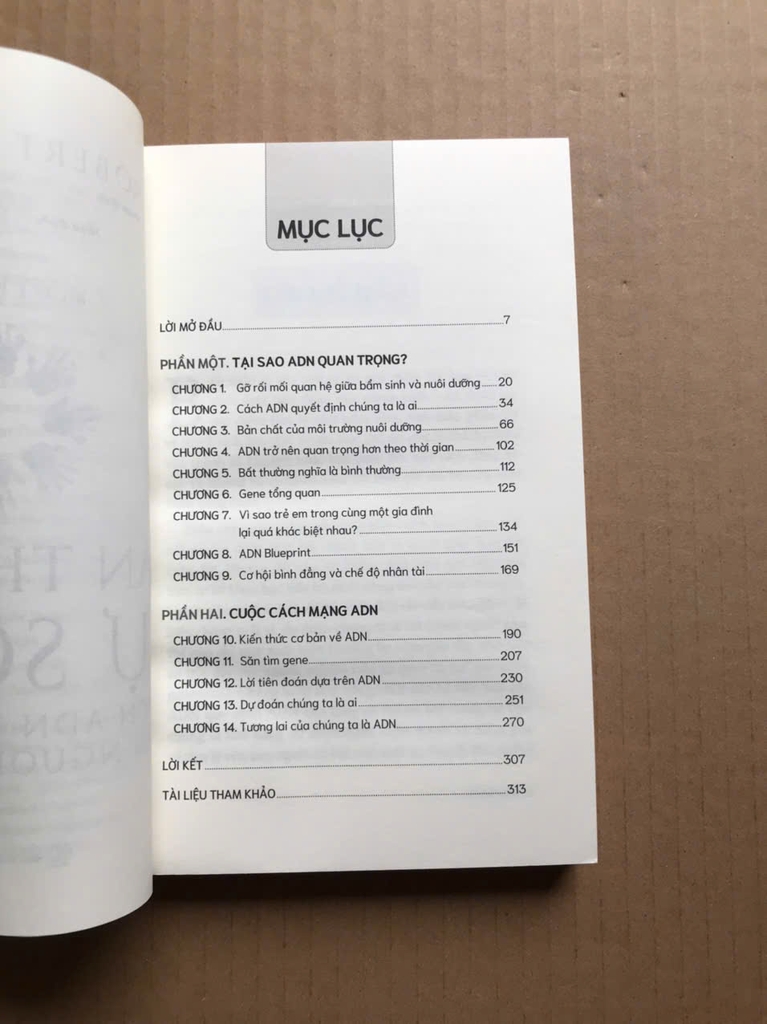 MỤC LỤC
LỜI MỞ ĐẦU 7
PHẦN MỘT. TẠI SAO ADN QUAN TRỌNG?
CHƯƠNG 1. Gỡ rối mối quan hệ giữa bẩm sinh và nuôi dưỡng 20
CHƯƠNG 2. Cách ADN quyết định chúng ta là ai 34
CHƯƠNG 3. Bản chất của môi trường nuôi dưỡng 66
CHƯƠNG 4. ADN trở nên quan trọng hơn theo thời gian 102
CHƯƠNG 5. Bất thường nghĩa là bình thường 112
CHƯƠNG 6. Gene tổng quan 125
CHƯƠNG 7. Vì sao trẻ em trong cùng một gia đình
lại quá khác biệt nhau? 134
CHƯƠNG 8. ADN Blueprint 151
CHƯƠNG 9. Cơ hội bình đẳng và chế độ nhân tài 169
PHẦN HAI. CUỘC CÁCH MẠNG ADN
CHƯƠNG 10. Kiến thức cơ bản về ADN 190
CHƯƠNG 11. Săn tìm gene 207
CHƯƠNG 12. Lời tiên đoán dựa trên ADN 230
CHƯƠNG 13. Dự đoán chúng ta là ai 251
CHƯƠNG 14. Tương lai của chúng ta là ADN 270
LỜI KẾT 307
TÀI LIỆU THAM KHẢO 313